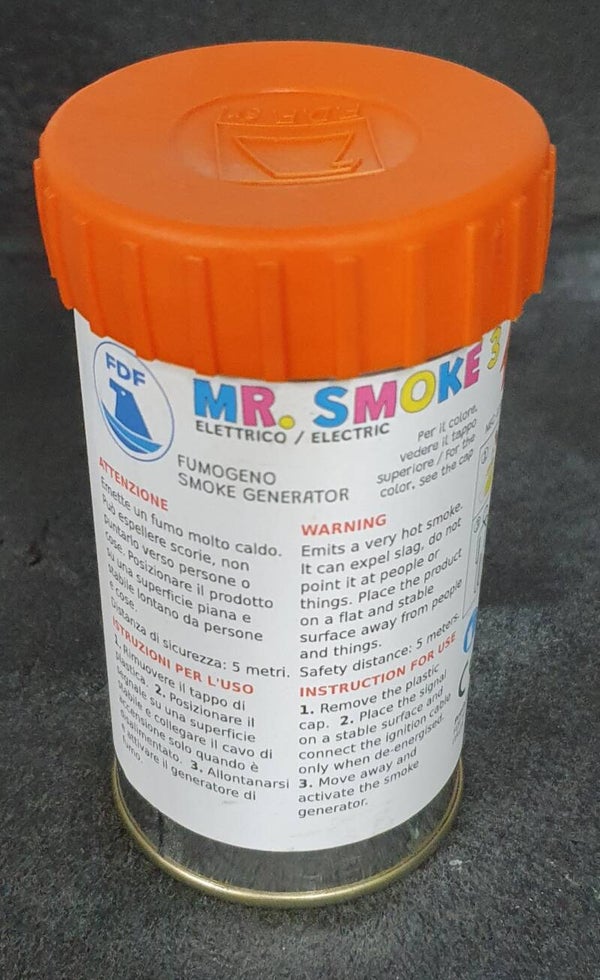 FDF
MR. SMOKE 3
ELETTRICO / ELECTRIC
FUMOGENO
SMOKE GENERATOR
Per il colore,
vedere il tappo
superiore / For the
color, see the cap
ATTENZIONE
Emette un fumo molto caldo.
Può espellere scorie, non
puntarlo verso persone o
cose. Posizionare il prodotto
su una superficie piana e
stabile lontano da persone
e cose.
Distanza di sicurezza: 5 metri.
ISTRUZIONI PER L'USO
1. Rimuovere il tappo di
plastica. 2. Posizionare il
segnale su una superficie
stabile e collegare il cavo di
accensione solo quando è
disalimentato. 3. Allontanarsi
e attivare il generatore di
fumo.
WARNING
Emits a very hot smoke.
It can expel slag, do not
point it at people or
things. Place the product
on a flat and stable
surface away from people
and things.
Safety distance: 5 meters.
INSTRUCTION FOR USE
1. Remove the plastic
cap. 2. Place the signal
on a stable surface and
connect the ignition cable
only when de-energised.
3. Move away and
activate the smoke
generator.